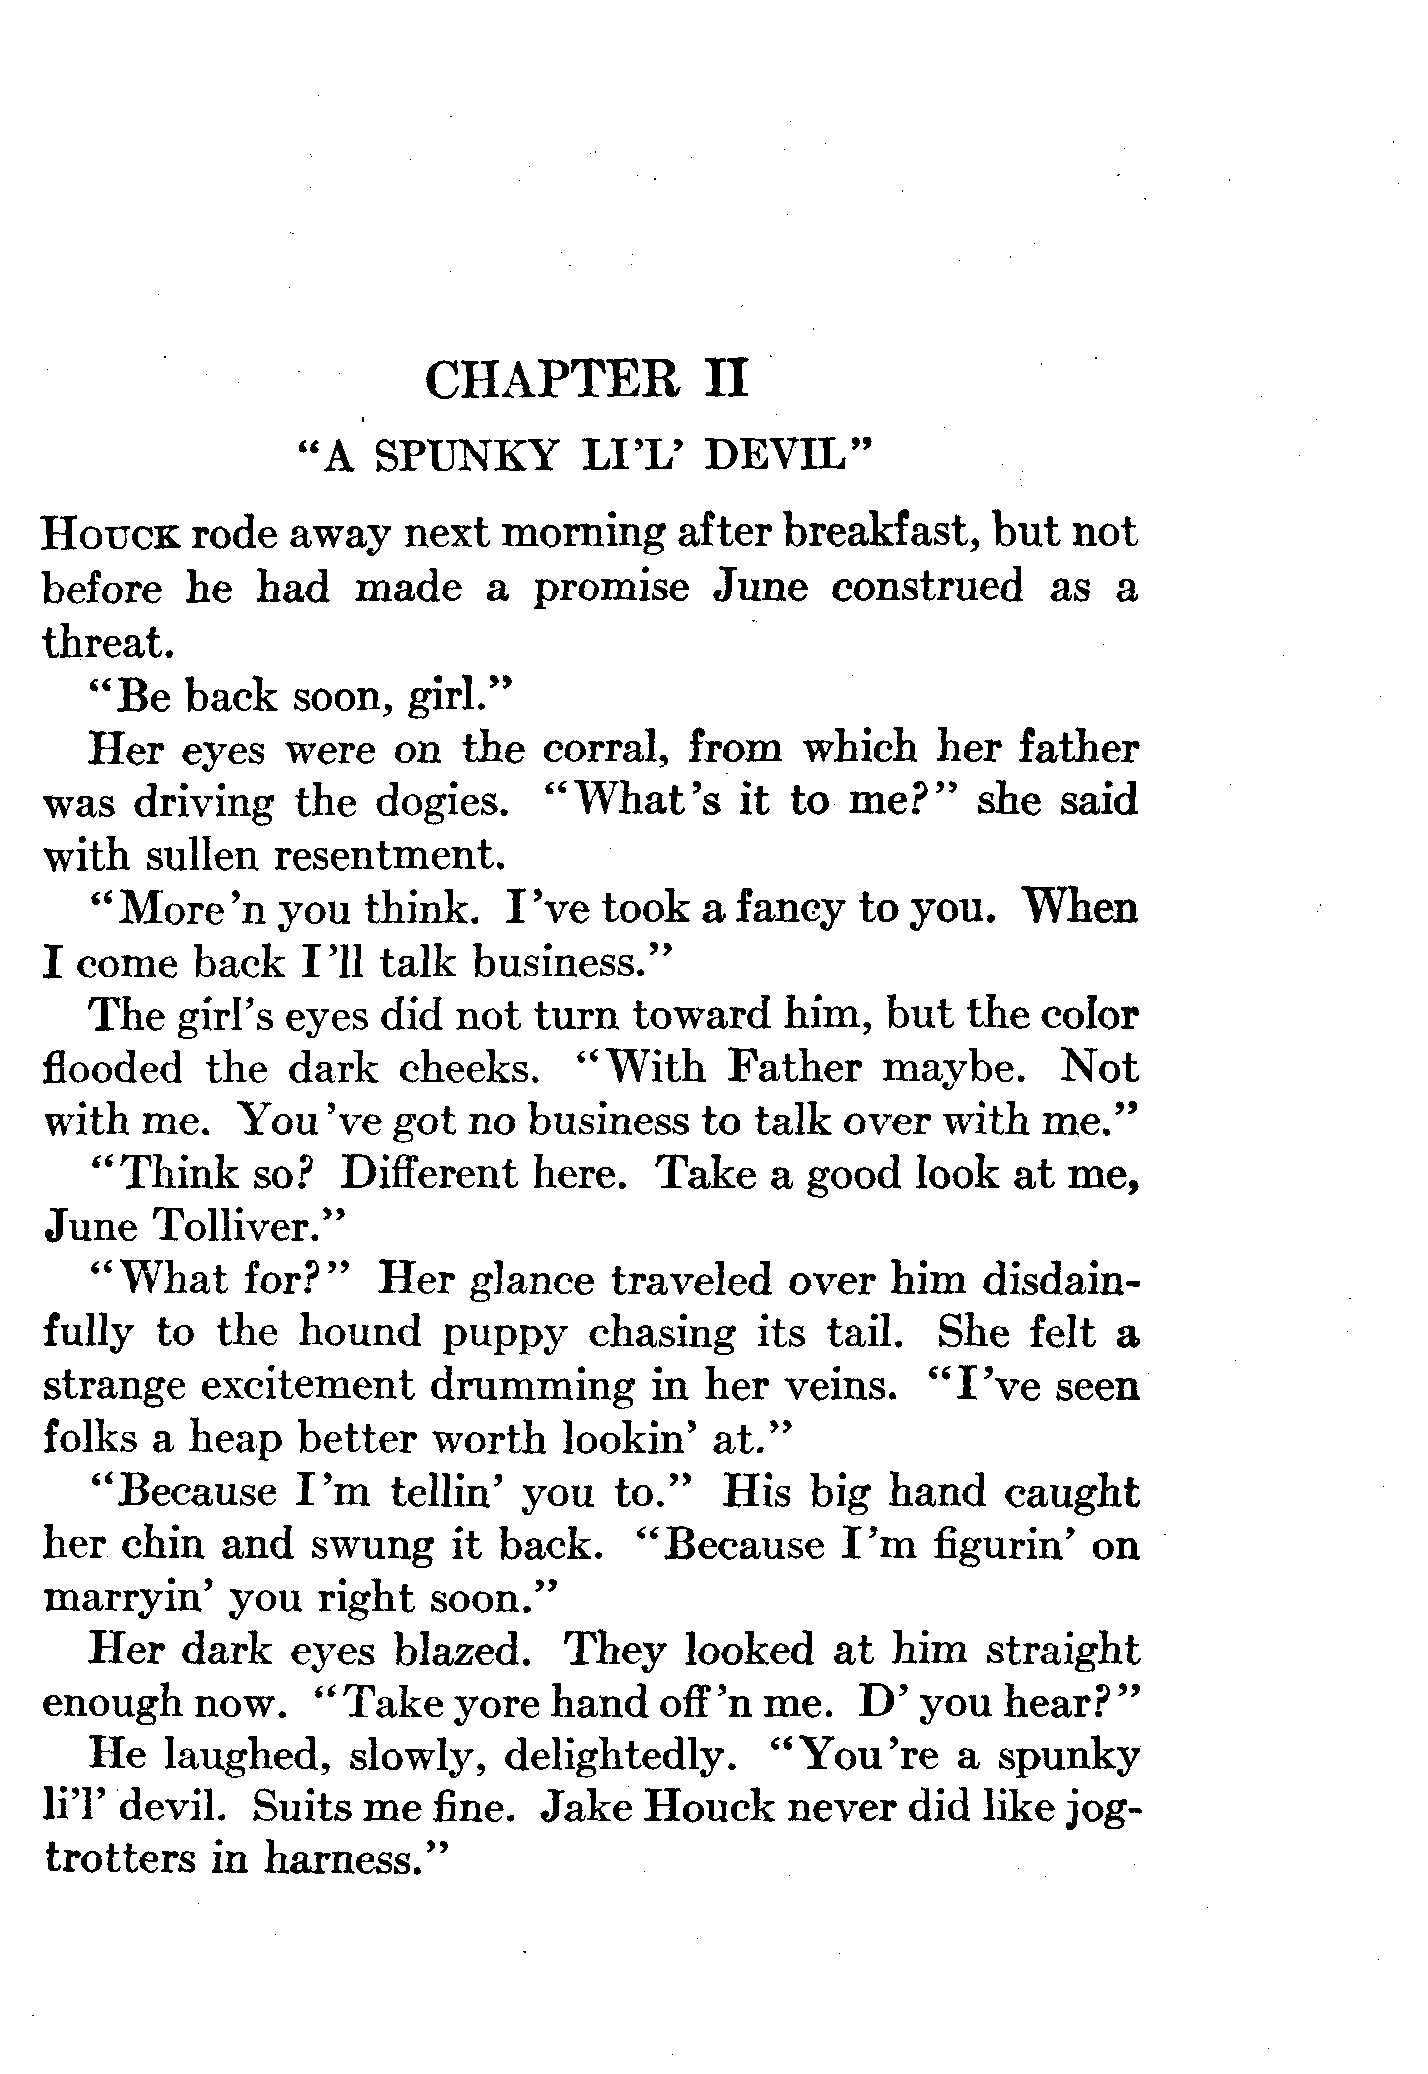 CHAPTER II
“A SPUNKY LI’L’ DEVIL”
HOUCK rode away next morning after breakfast, but not
before he had made a promise June construed as a
threat.
“Be back soon, girl.”
Her eyes were on the corral, from which her father
was driving the dogies. “What’s it to me?” she said
with sullen resentment.
“More’n you think. I’ve took a fancy to you. When
I come back I’ll talk business.”
The girl’s eyes did not turn toward him, but the color
flooded the dark cheeks. “With Father maybe. Not
with me. You’ve got no business to talk over with me.”
“Think so? Different here. Take a good look at me,
June Tolliver.”
“What for?” Her glance traveled over him disdain-
fully to the hound puppy chasing its tail. She felt a
strange excitement drumming in her veins. “I’ve seen
folks a heap better worth lookin’ at.”
“Because I’m tellin’ you to.” His big hand caught
her chin and swung it back. “Because I’m figurin’ on
marryin’ you right soon.”
Her dark eyes blazed. They looked at him straight
enough now. “Take yore hand off’n me. D’ you hear?”
He laughed, slowly, delightedly. “You’re a spunky
li’l’ devil. Suits me fine. Jake Houck never did like jog-
trotters in harness.”